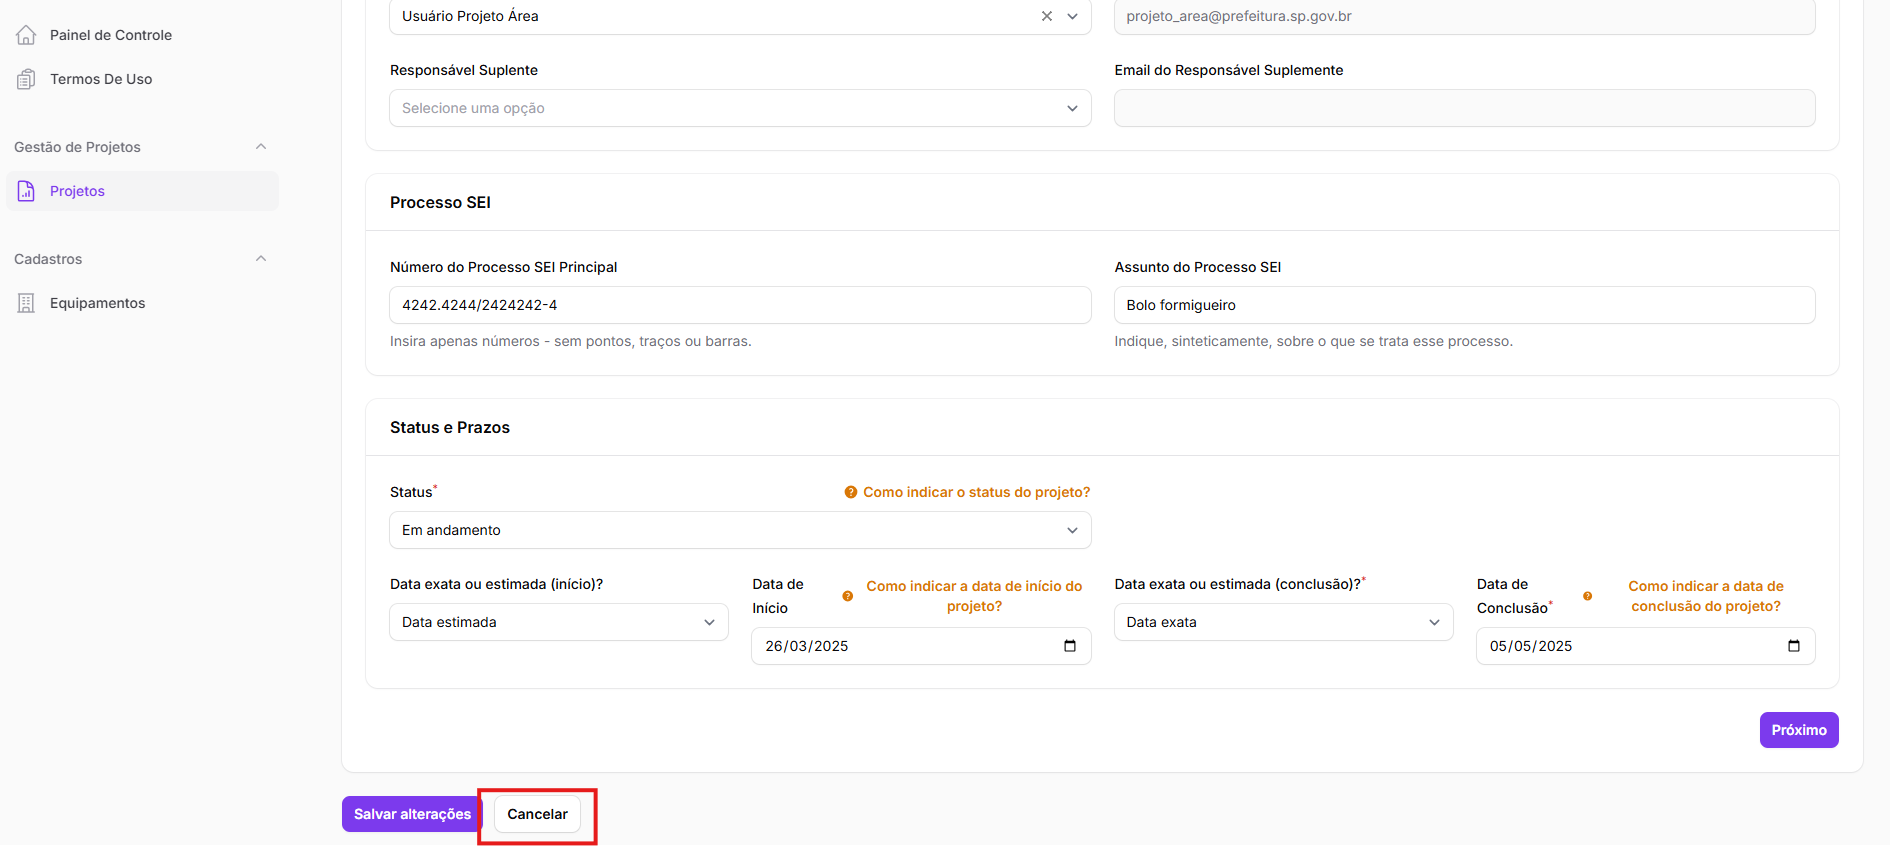 Painel de Controle
Termos De Uso
Gestão de Projetos
Projetos
Cadastros
Equipamentos
Usuário Projeto Área
projeto_area@prefeitura.sp.gov.br
Responsável Suplente
Email do Responsável Suplemente
Selecione uma opção
Processo SEI
Número do Processo SEI Principal
Assunto do Processo SEI
4242.4244/2424242-4
Bolo formigueiro
Insira apenas números - sem pontos, traços ou barras.
Indique, sinteticamente, sobre o que se trata esse processo.
Status e Prazos
Status*
Como indicar o status do projeto?
Em andamento
Data exata ou estimada (início)?
Data estimada
Data de
Início
Como indicar a data de início do
projeto?
26/03/2025
Data exata ou estimada (conclusão)?*
Data exata
Data de
Conclusão*
Como indicar a data de
conclusão do projeto?
05/05/2025
Próximo
Salvar alterações
Cancelar